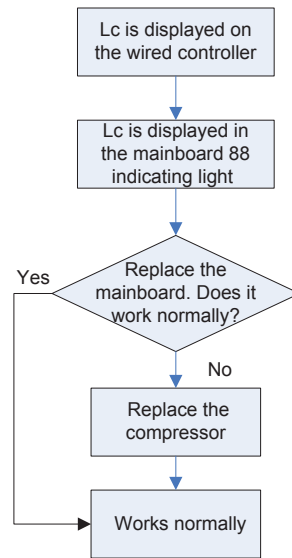 Lc is displayed on
the wired controller
Lc is displayed in
the mainboard 88
indicating light
Yes
Replace the
mainboard. Does it
work normally?
No
Replace the
compressor
Works normally